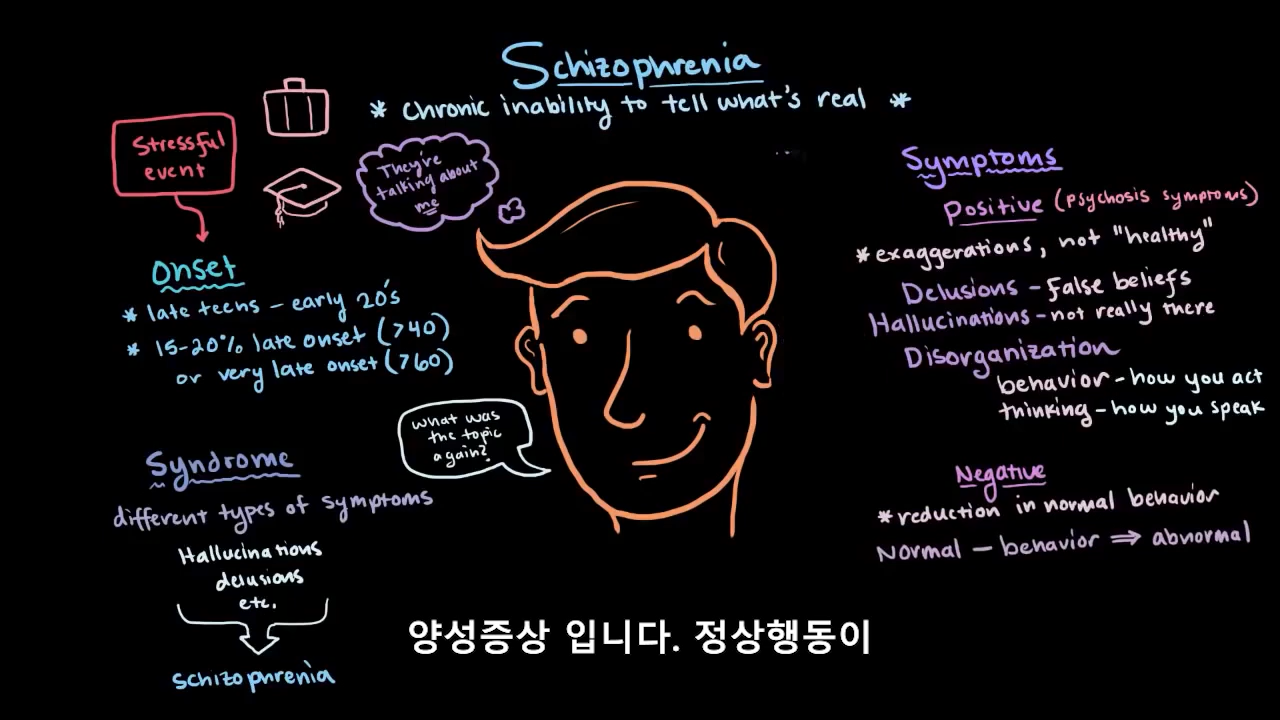 Schizophrenia
* chronic inability to tell what's real *
Stressful
event
They're
talking about
me
Onset
* late teens – early 20's
* 15-20% late onset (>40)
or very late onset (>60)
What was
the topic
again?
Syndrome
different types of symptoms
Hallucinations
delusions
etc.
schizophrenia
Symptoms
Positive (psychosis symptoms)
* exaggerations, not "healthy"
Delusions – False beliefs
Hallucinations – not really there
Disorganization
behavior – how you act
thinking – how you speak
Negative
* reduction in normal behavior
Normal – behavior ⇒ abnormal
양성증상 입니다. 정상행동이